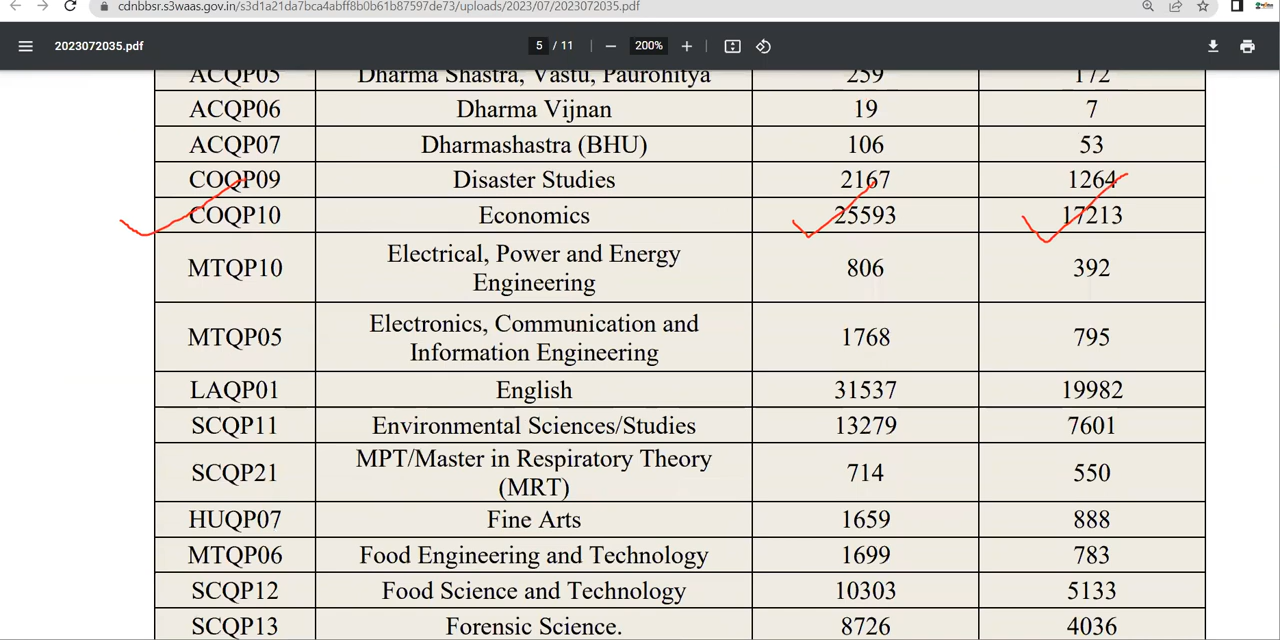 cdnbbsr.s3waas.gov.in/s3d1a21da7bca4abff8b0b61b87597de73/uploads/2023/07/2023072035.pdf
2023072035.pdf 5 / 11 200%
ACQP05 Dharma Shastra, Vastu, Paurohitya 259 172
ACQP06 Dharma Vijnan 19 7
ACQP07 Dharmashastra (BHU) 106 53
COQP09 Disaster Studies 2167 1264
COQP10 Economics 25593 17213
MTQP10 Electrical, Power and Energy 806 392
Engineering
MTQP05 Electronics, Communication and 1768 795
Information Engineering
LAQP01 English 31537 19982
SCQP11 Environmental Sciences/Studies 13279 7601
SCQP21 MPT/Master in Respiratory Theory 714 550
(MRT)
HUQP07 Fine Arts 1659 888
MTQP06 Food Engineering and Technology 1699 783
SCQP12 Food Science and Technology 10303 5133
SCQP13 Forensic Science. 8726 4036